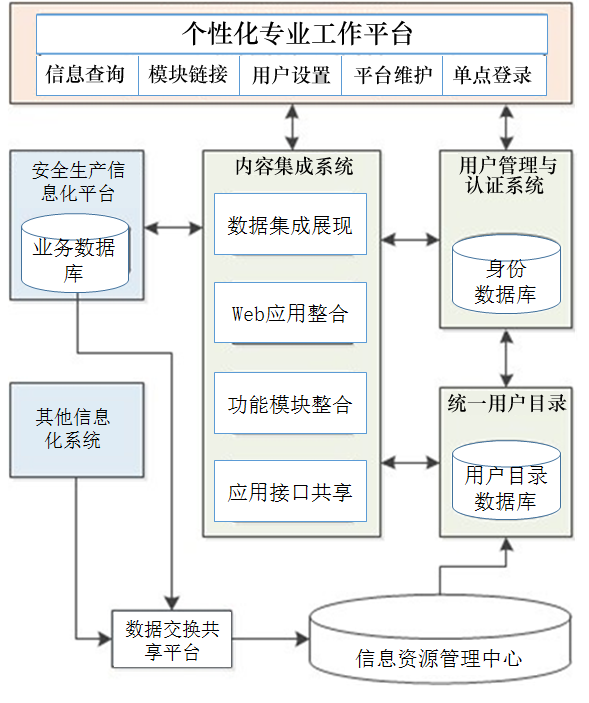 个性化专业工作平台
信息查询
模块链接
用户设置
平台维护
单点登录
安全生产信
息化平台
业务数据
库
内容集成系统
数据集成展现
Web应用整合
功能模块整合
应用接口共享
用户管理与
认证系统
身份
数据库
其他信息
化系统
统一用户目录
用户目录
数据库
数据交换共
享平台
信息资源管理中心